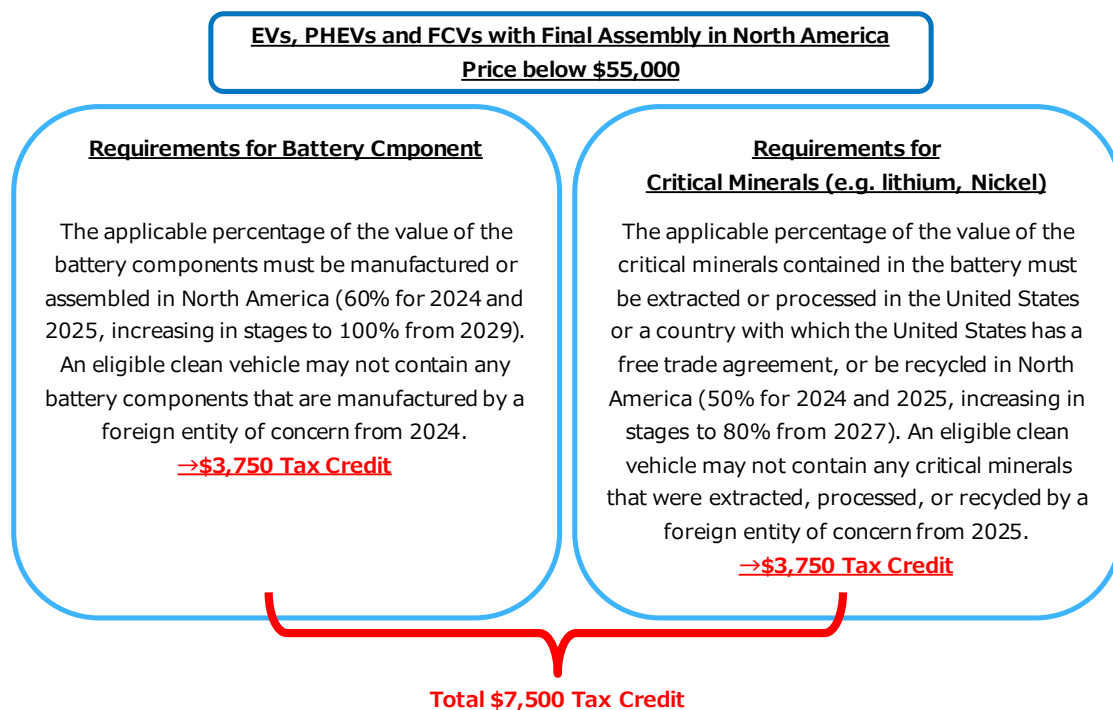 EVs, PHEVs and FCVs with Final Assembly in North America
Price below $55,000
Requirements for Battery Cmponent
The applicable percentage of the value of the
battery components must be manufactured or
assembled in North America (60% for 2024 and
2025, increasing in stages to 100% from 2029).
An eligible clean vehicle may not contain any
battery components that are manufactured by a
foreign entity of concern from 2024.
→$3,750 Tax Credit
Requirements for
Critical Minerals (e.g. lithium, Nickel)
The applicable percentage of the value of the
critical minerals contained in the battery must
be extracted or processed in the United States
or a country with which the United States has a
free trade agreement, or be recycled in North
America (50% for 2024 and 2025, increasing in
stages to 80% from 2027). An eligible clean
vehicle may not contain any critical minerals
that were extracted, processed, or recycled by a
foreign entity of concern from 2025.
→$3,750 Tax Credit
Total $7,500 Tax Credit